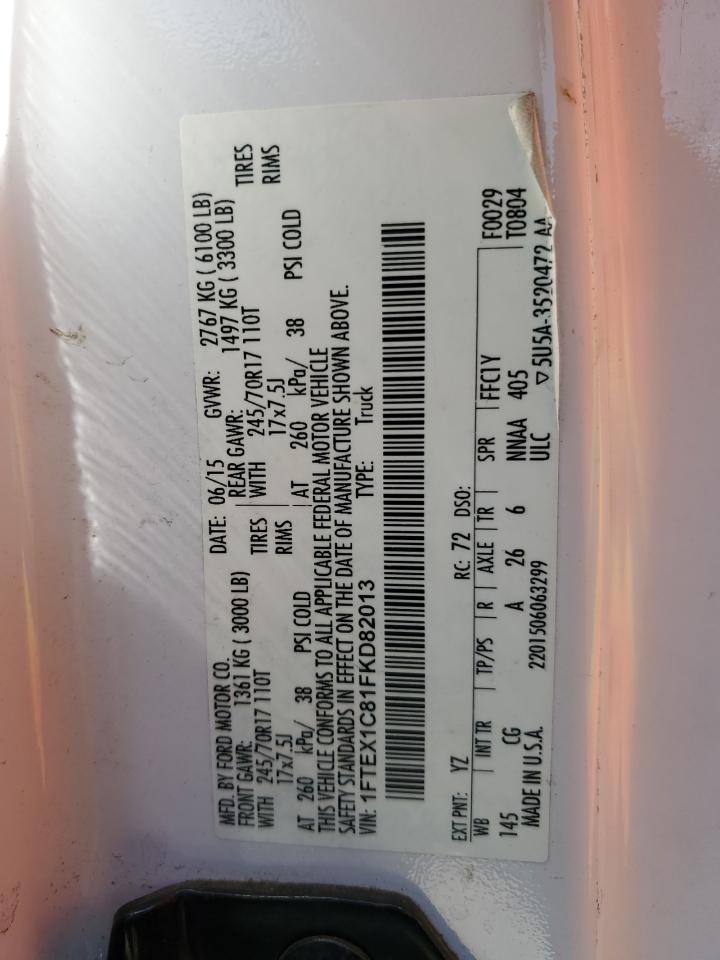 MFD. BY FORD MOTOR CO. DATE: 06/15 GVWR: 2767 KG ( 6100 LB)
FRONT GAWR: 1361 KG ( 3000 LB) REAR GAWR: 1497 KG ( 3300 LB)
WITH 245/70R17 110T TIRES WITH 245/70R17 110T TIRES
17x7.5J RIMS 17x7.5J RIMS
AT 260 kPa/ 38 PSI COLD AT 260 kPa/ 38 PSI COLD
THIS VEHICLE CONFORMS TO ALL APPLICABLE FEDERAL MOTOR VEHICLE
SAFETY STANDARDS IN EFFECT ON THE DATE OF MANUFACTURE SHOWN ABOVE.
VIN: 1FTEX1C81FKD82013 TYPE: Truck
EXT PNT: YZ RC: 72 DSO: F0029
WB INT TR TP/PS R AXLE TR SPR FFC1Y T0804
145 CG A 26 6 NNAA 405
MADE IN U.S.A. 2201506063299 ULC ▽ 5U5A-3520472 AA